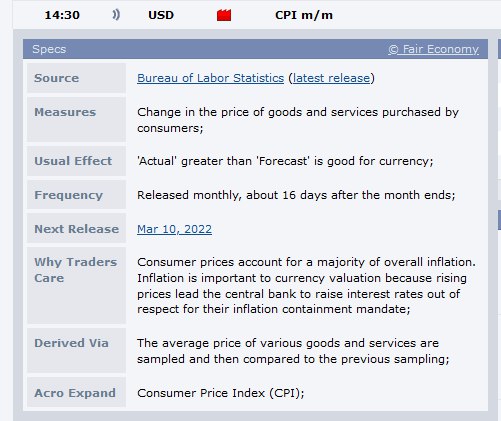 14:30 USD CPI m/m
Specs © Fair Economy
Source Bureau of Labor Statistics (latest release)
Measures Change in the price of goods and services purchased by
consumers;
Usual Effect 'Actual' greater than 'Forecast' is good for currency;
Frequency Released monthly, about 16 days after the month ends;
Next Release Mar 10, 2022
Why Traders Care Consumer prices account for a majority of overall inflation.
Inflation is important to currency valuation because rising
prices lead the central bank to raise interest rates out of
respect for their inflation containment mandate;
Derived Via The average price of various goods and services are
sampled and then compared to the previous sampling;
Acro Expand Consumer Price Index (CPI);